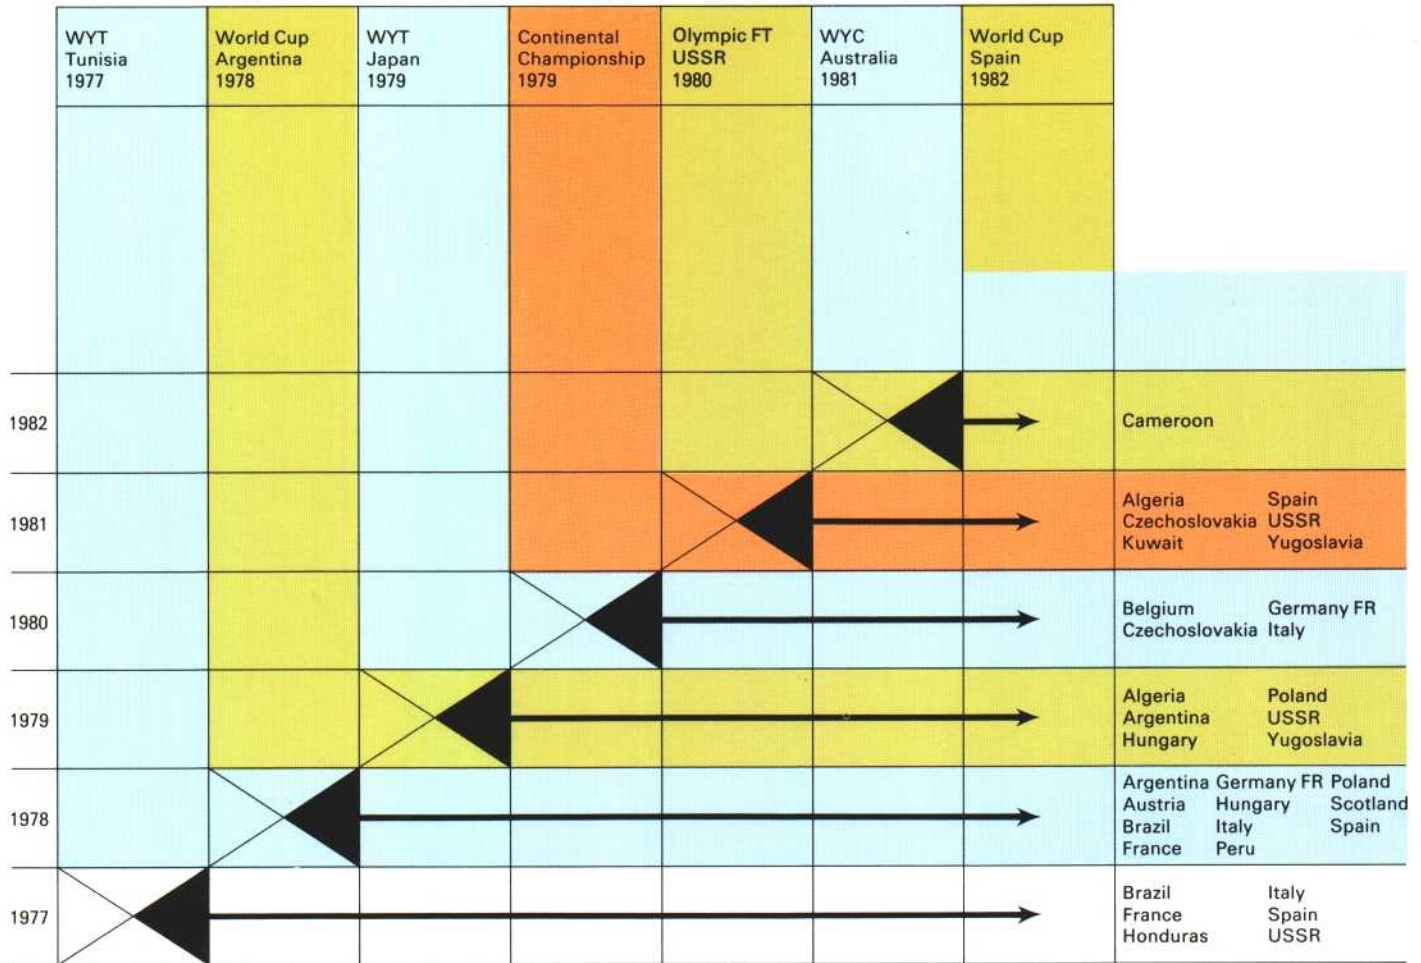 WYT
Tunisia
1977
World Cup
Argentina
1978
WYT
Japan
1979
Continental
Championship
1979
Olympic FT
USSR
1980
WYC
Australia
1981
World Cup
Spain
1982
1982
Cameroon
1981
Algeria Spain
Czechoslovakia USSR
Kuwait Yugoslavia
1980
Belgium Germany FR
Czechoslovakia Italy
1979
Algeria Poland
Argentina USSR
Hungary Yugoslavia
1978
Argentina Germany FR Poland
Austria Hungary Scotland
Brazil Italy Spain
France Peru
1977
Brazil Italy
France Spain
Honduras USSR